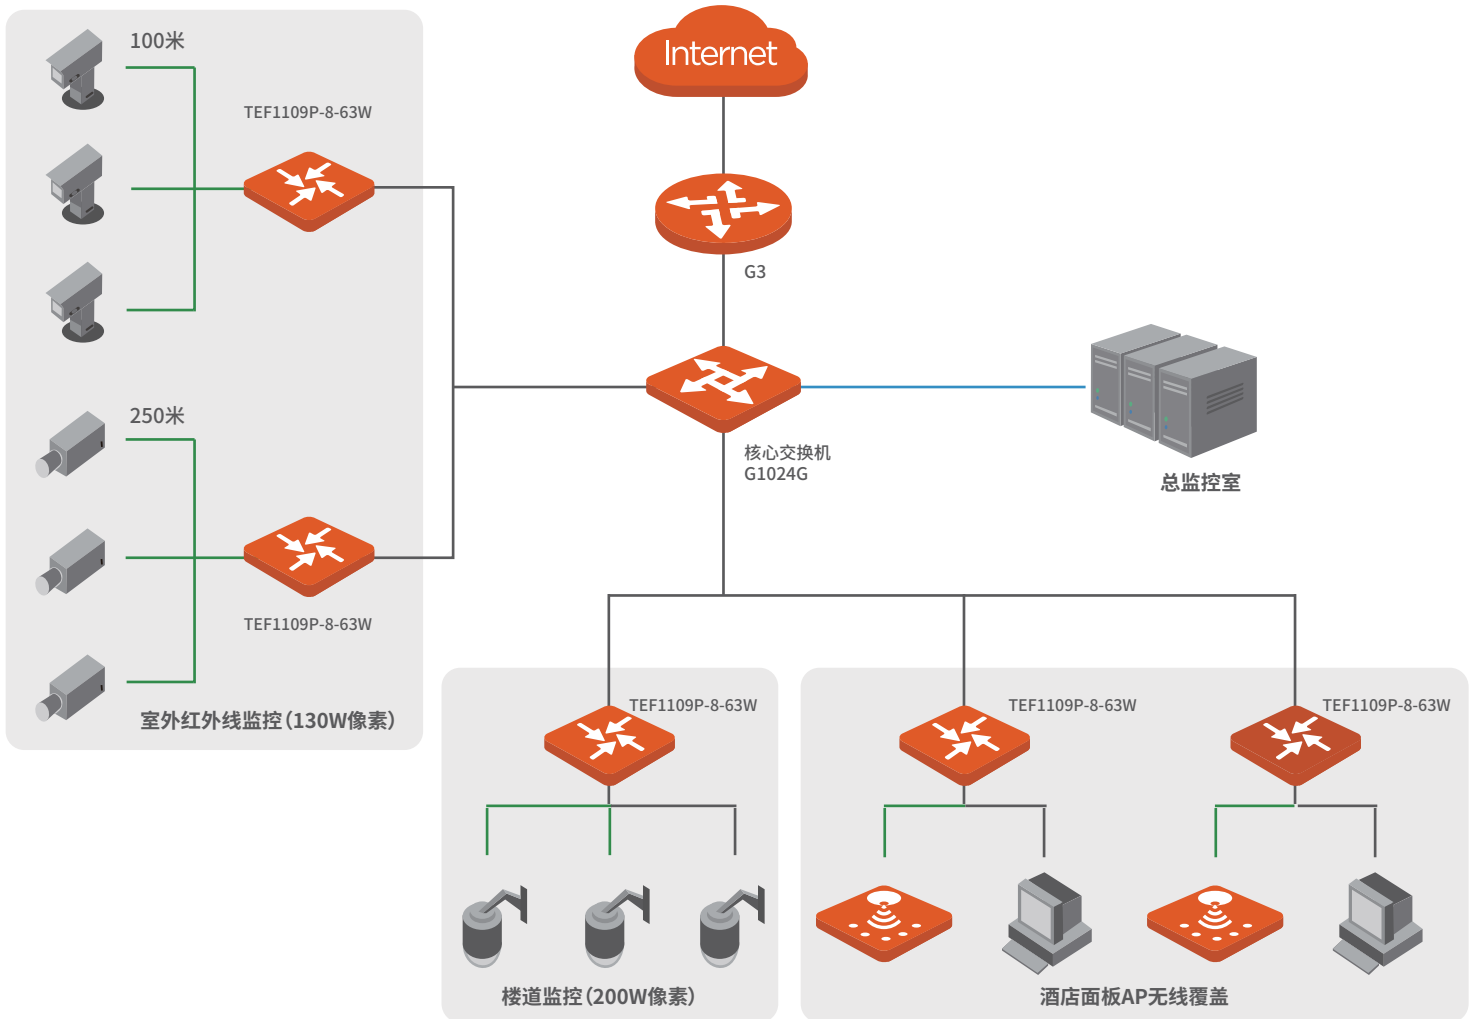 100米
Internet
TEF1109P-8-63W
G3
250米
核心交换机
G1024G
总监控室
TEF1109P-8-63W
室外红外线监控（130W像素）
TEF1109P-8-63W
TEF1109P-8-63W
TEF1109P-8-63W
楼道监控（200W像素）
酒店面板AP无线覆盖